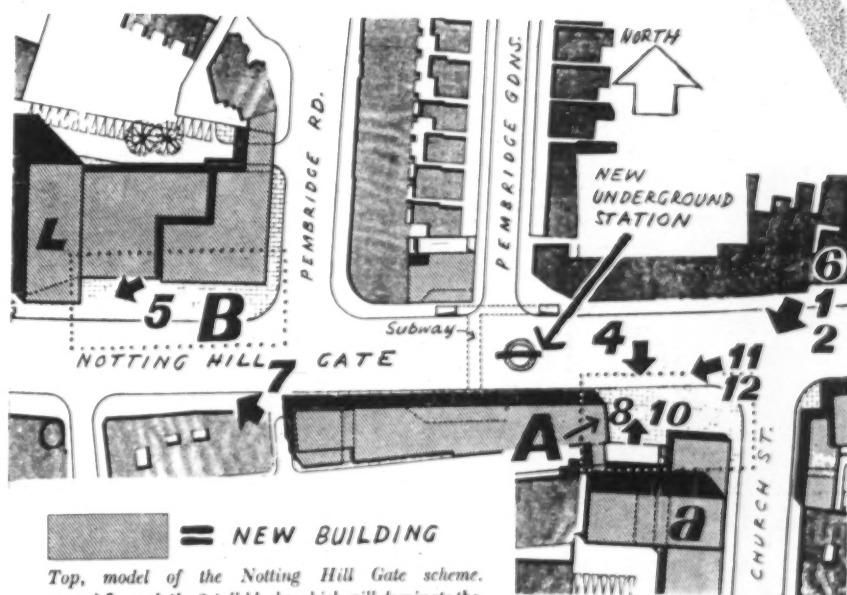 NORTH
PEMBRIDGE RD.
PEMBRIDGE GDNS.
NEW
UNDERGROUND
STATION
L
6
5
B
1
2
Subway
4
11
12
NOTTING HILL GATE
7
8
10
A
a
CHURCH ST.
= NEW BUILDING
Top, model of the Notting Hill Gate scheme.